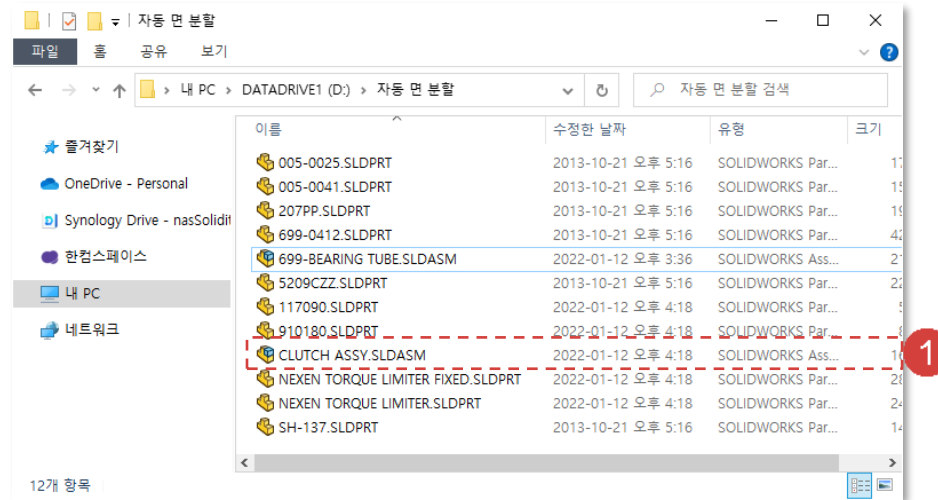 자동 면 분할
파일 홈 공유 보기
내 PC › DATADRIVE1 (D:) › 자동 면 분할
자동 면 분할 검색
즐겨찾기
OneDrive - Personal
Synology Drive - nasSolidit
한컴스페이스
내 PC
네트워크
이름 수정한 날짜 유형 크기
005-0025.SLDPRT 2013-10-21 오후 5:16 SOLIDWORKS Par...
005-0041.SLDPRT 2013-10-21 오후 5:16 SOLIDWORKS Par...
207PP.SLDPRT 2013-10-21 오후 5:16 SOLIDWORKS Par...
699-0412.SLDPRT 2013-10-21 오후 5:16 SOLIDWORKS Par...
699-BEARING TUBE.SLDASM 2022-01-12 오후 3:36 SOLIDWORKS Ass...
5209CZZ.SLDPRT 2013-10-21 오후 5:16 SOLIDWORKS Par...
117090.SLDPRT 2022-01-12 오후 4:18 SOLIDWORKS Par...
910180.SLDPRT 2022-01-12 오후 4:18 SOLIDWORKS Par...
CLUTCH ASSY.SLDASM 2022-01-12 오후 4:18 SOLIDWORKS Ass...
1
NEXEN TORQUE LIMITER FIXED.SLDPRT 2022-01-12 오후 4:18 SOLIDWORKS Par...
NEXEN TORQUE LIMITER.SLDPRT 2022-01-12 오후 4:18 SOLIDWORKS Par...
SH-137.SLDPRT 2013-10-21 오후 5:16 SOLIDWORKS Par...
12개 항목